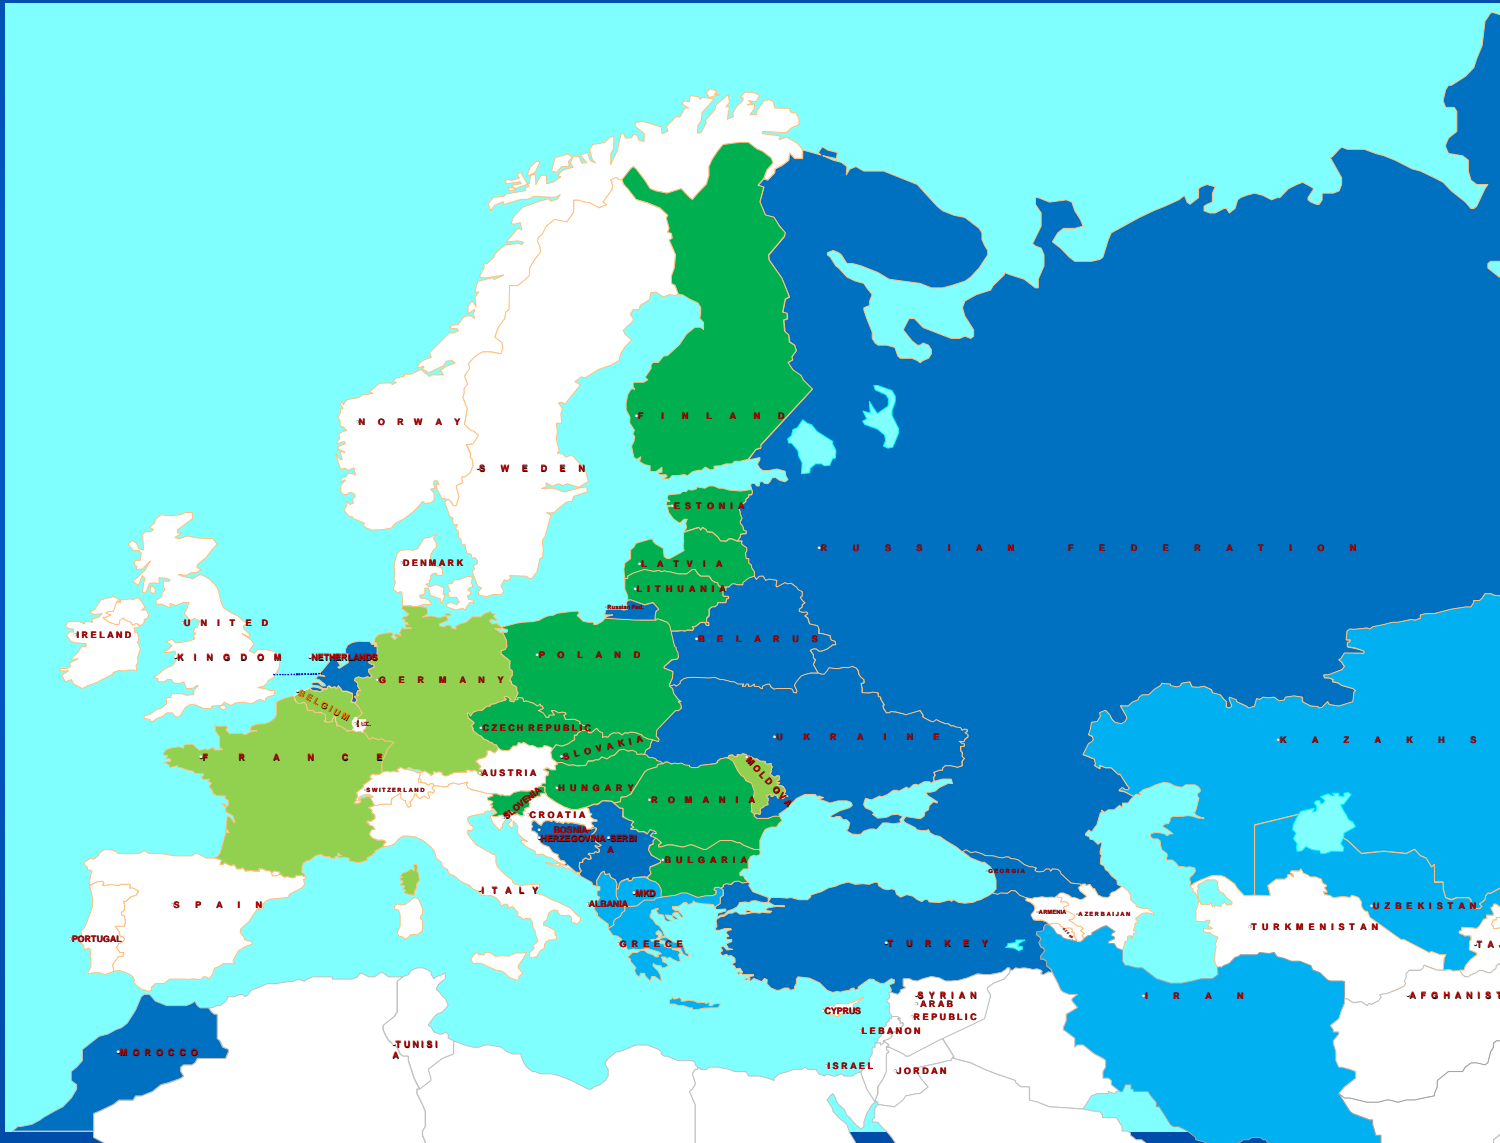 NORWAY
FINLAND
SWEDEN
ESTONIA
RUSSIAN FEDERATION
DENMARK
LATVIA
LITHUANIA
Russian Fed.
UNITED
KINGDOM
IRELAND
NETHERLANDS
BELARUS
POLAND
GERMANY
BELGIUM
LUX.
CZECH REPUBLIC
UKRAINE
KAZAKHS
FRANCE
SLOVAKIA
AUSTRIA
MOLDOVA
SWITZERLAND
HUNGARY
SLOVENIA
ROMANIA
CROATIA
BOSNIA-
HERZEGOVINA
SERBI
A
BULGARIA
GEORGIA
ITALY
MKD
ALBANIA
SPAIN
PORTUGAL
ARMENIA
AZERBAIJAN
UZBEKISTAN
TURKMENISTAN
GREECE
TURKEY
TA
IRAN
AFGHANIST
SYRIAN
ARAB
REPUBLIC
CYPRUS
LEBANON
MOROCCO
TUNISI
A
ISRAEL
JORDAN